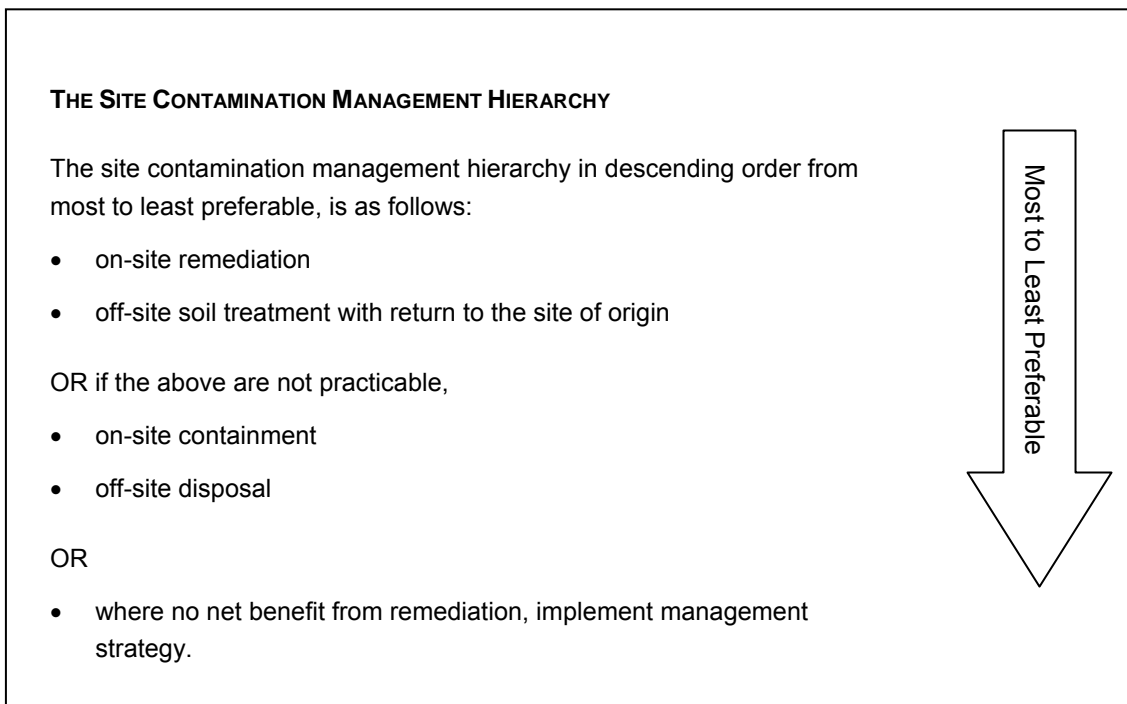 THE SITE CONTAMINATION MANAGEMENT HIERARCHY
The site contamination management hierarchy in descending order from
most to least preferable, is as follows:
• on-site remediation
• off-site soil treatment with return to the site of origin
OR if the above are not practicable,
• on-site containment
• off-site disposal
OR
• where no net benefit from remediation, implement management
strategy.
Most to Least Preferable